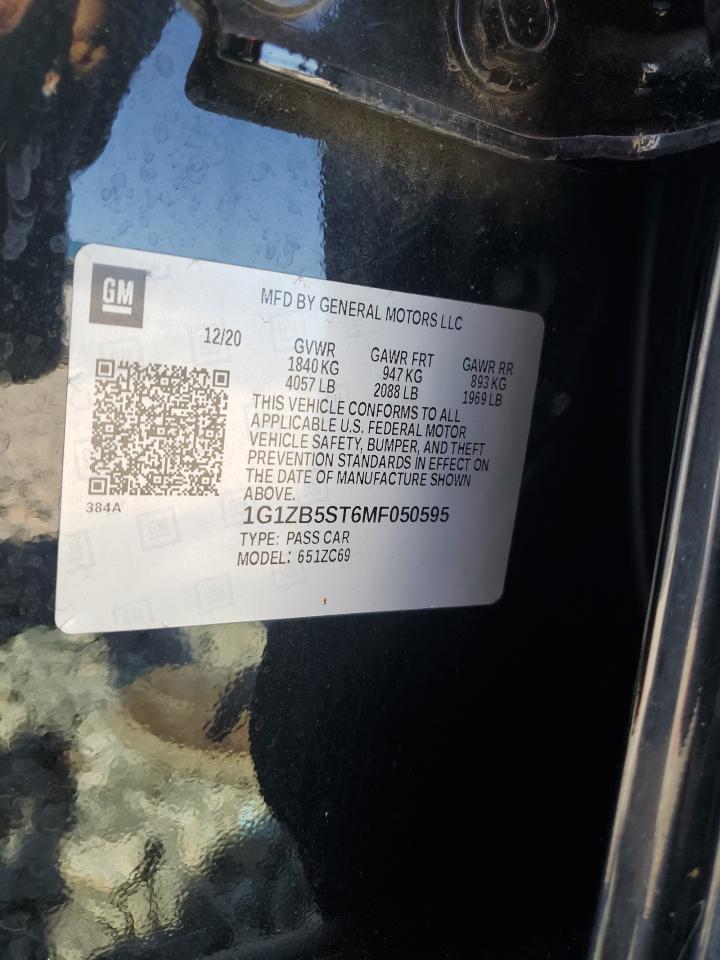 GM
MFD BY GENERAL MOTORS LLC
12/20
GVWR GAWR FRT GAWR RR
1840 KG 947 KG 893 KG
4057 LB 2088 LB 1969 LB
THIS VEHICLE CONFORMS TO ALL
APPLICABLE U.S. FEDERAL MOTOR
VEHICLE SAFETY, BUMPER, AND THEFT
PREVENTION STANDARDS IN EFFECT ON
THE DATE OF MANUFACTURE SHOWN
ABOVE.
384A
1G1ZB5ST6MF050595
TYPE: PASS CAR
MODEL: 651ZC69